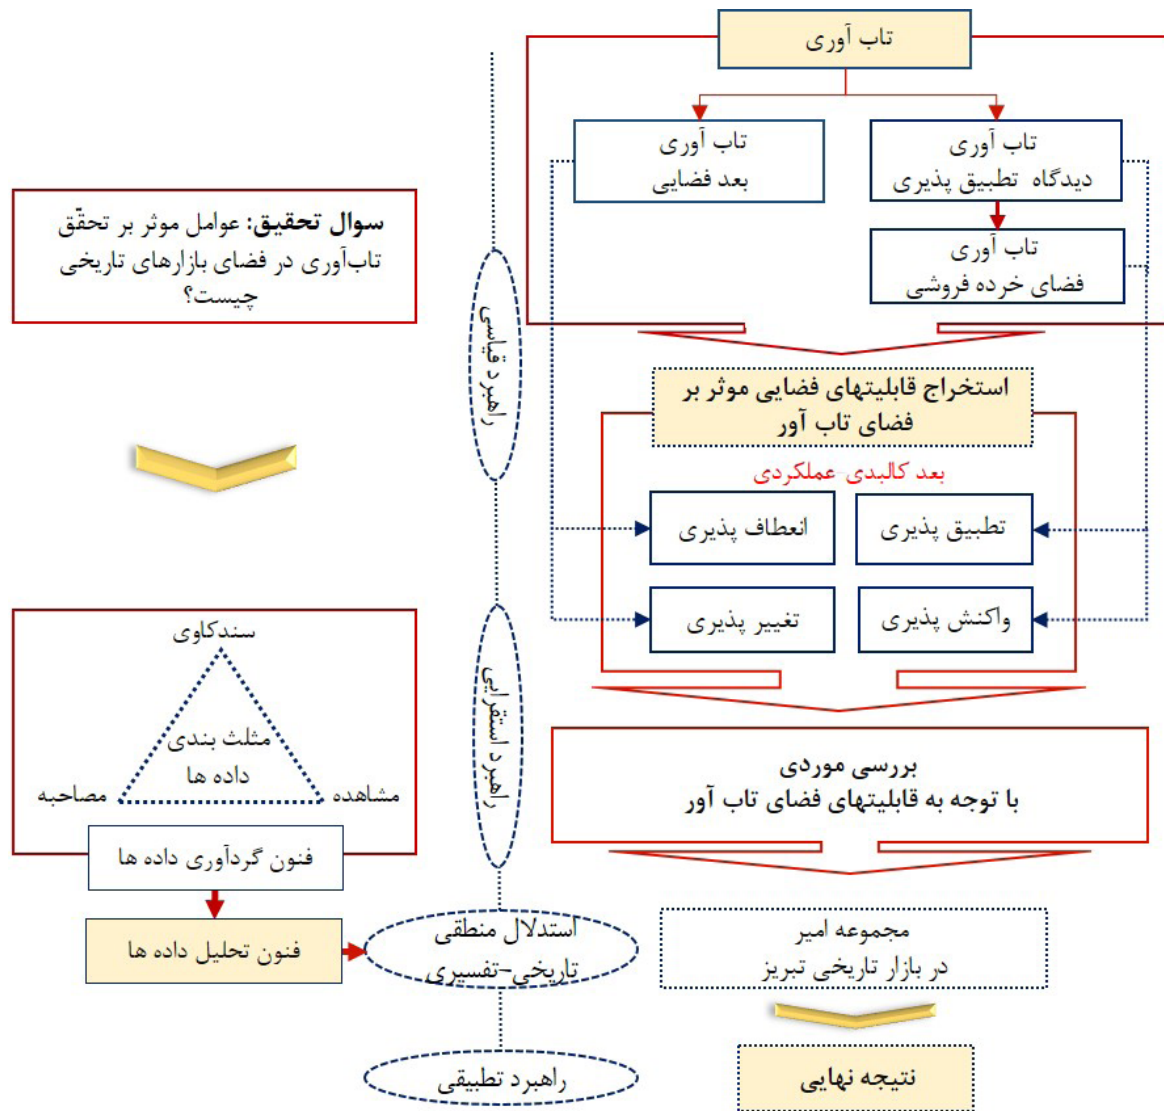 تاب آوری
تاب آوری
دیدگاه تطبیق پذیری
تاب آوری
بعد فضایی
تاب آوری
فضای خرده فروشی
سوال تحقیق: عوامل موثر بر تحقّق
تاب‌آوری در فضای بازارهای تاریخی
چیست؟
راهبرد قیاسی
استخراج قابلیتهای فضایی موثر بر
فضای تاب آور
بعد کالبدی-عملکردی
تطبیق پذیری
انعطاف پذیری
واکنش پذیری
تغییر پذیری
راهبرد استقرایی
سندکاوی
مثلث بندی
داده ها
مشاهده
مصاحبه
فنون گردآوری داده ها
فنون تحلیل داده ها
بررسی موردی
با توجه به قابلیتهای فضای تاب آور
استدلال منطقی
تاریخی-تفسیری
مجموعه امیر
در بازار تاریخی تبریز
راهبرد تطبیقی
نتیجه نهایی